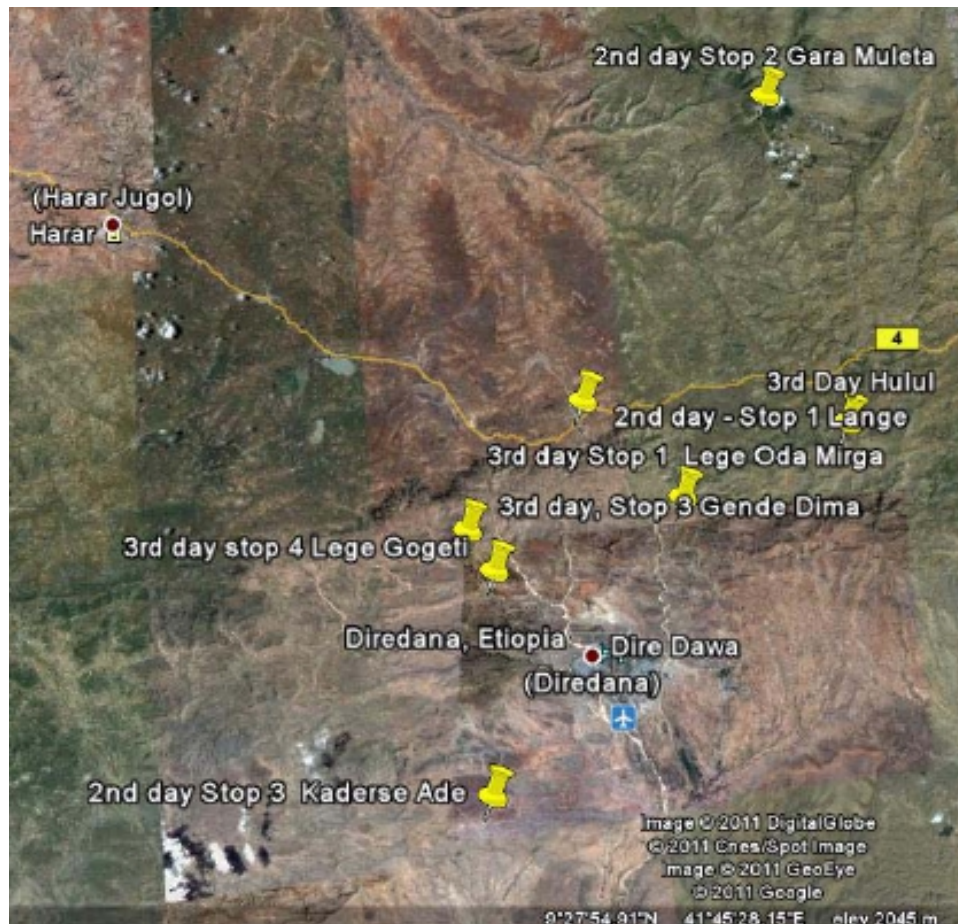 2nd day Stop 2 Gara Muleta
(Harar Jugol)
Harar
4
3rd Day Hulul
2nd day - Stop 1 Lange
3rd day Stop 1 Lege Oda Mirga
3rd day, Stop 3 Gende Dima
3rd day stop 4 Lege Gogeti
Diredana, Etiopia
Dire Dawa
(Diredana)
2nd day Stop 3 Kaderse Ade
Image © 2011 DigitalGlobe
© 2011 Cnes/Spot Image
Image © 2011 GeoEye
© 2011 Google
9°27'54.91"N 41°45'28.15"E elev 2045 m